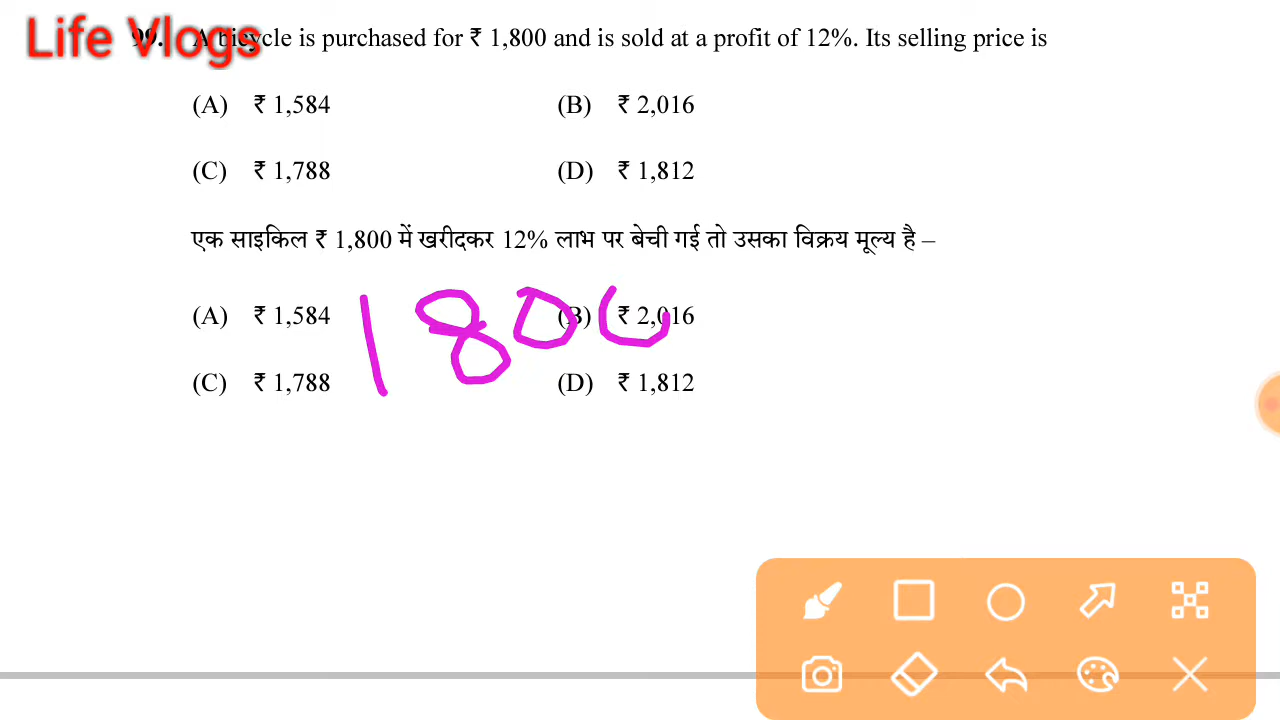 Life Vlogs
99. A bicycle is purchased for ₹ 1,800 and is sold at a profit of 12%. Its selling price is
(A) ₹ 1,584 (B) ₹ 2,016
(C) ₹ 1,788 (D) ₹ 1,812
एक साइकिल ₹ 1,800 में खरीदकर 12% लाभ पर बेची गई तो उसका विक्रय मूल्य है –
(A) ₹ 1,584 (B) ₹ 2,016
1800
(C) ₹ 1,788 (D) ₹ 1,812